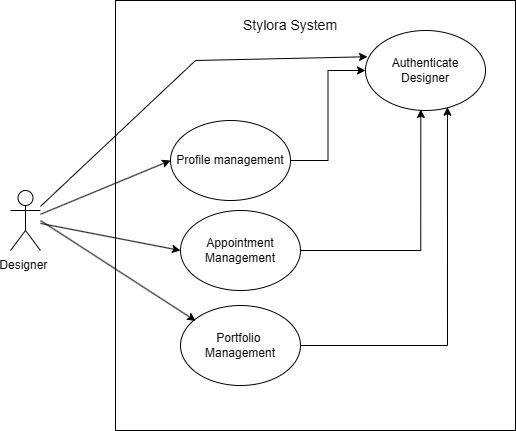 Stylora System
Authenticate
Designer
Profile management
Appointment
Management
Designer
Portfolio
Management